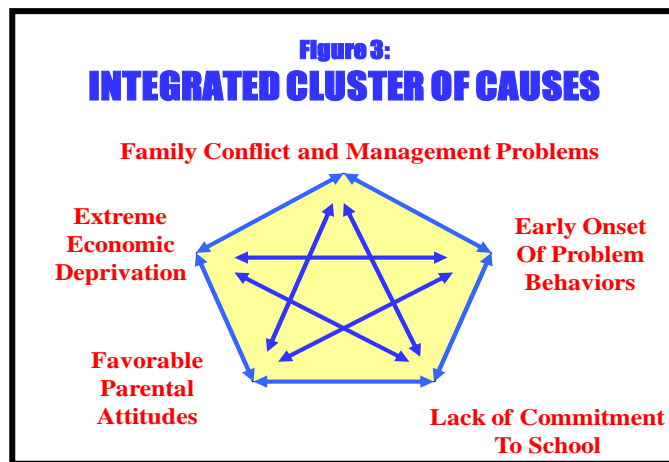 Figure 3:
INTEGRATED CLUSTER OF CAUSES
Family Conflict and Management Problems
Extreme
Economic
Deprivation
Early Onset
Of Problem
Behaviors
Favorable
Parental
Attitudes
Lack of Commitment
To School